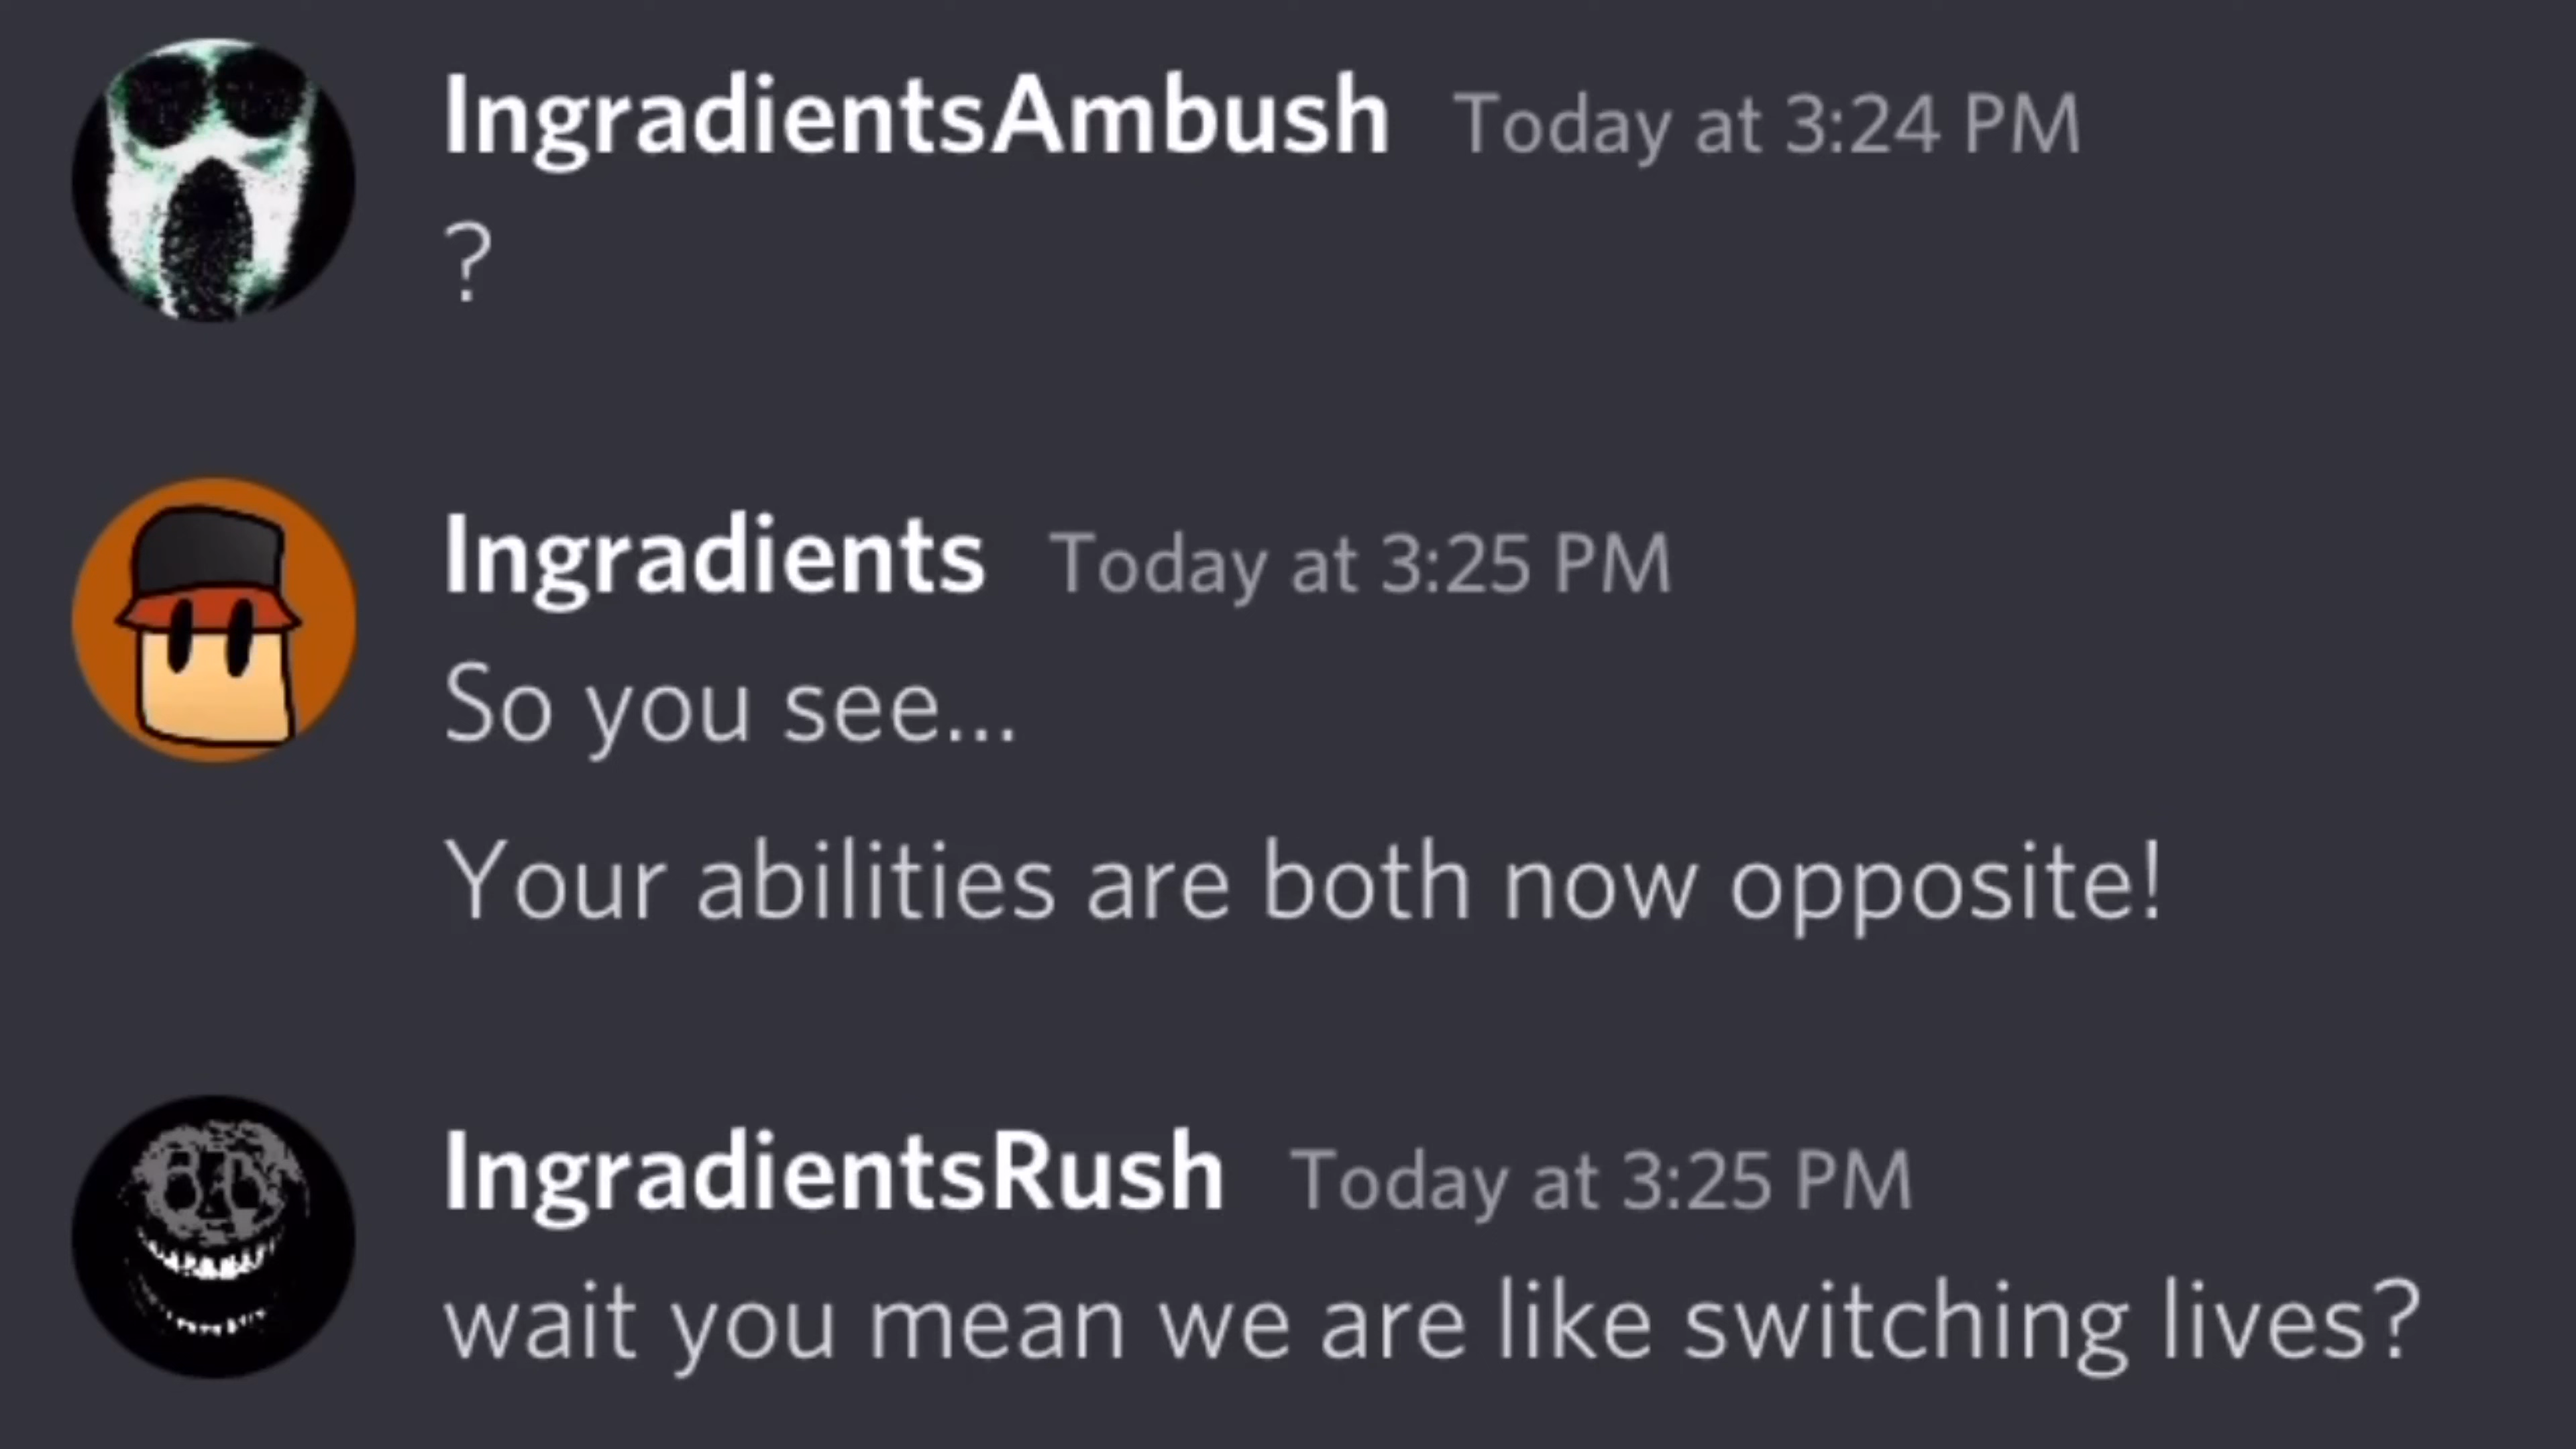 IngradientsAmbush Today at 3:24 PM
?
Ingradients Today at 3:25 PM
So you see...
Your abilities are both now opposite!
IngradientsRush Today at 3:25 PM
wait you mean we are like switching lives?